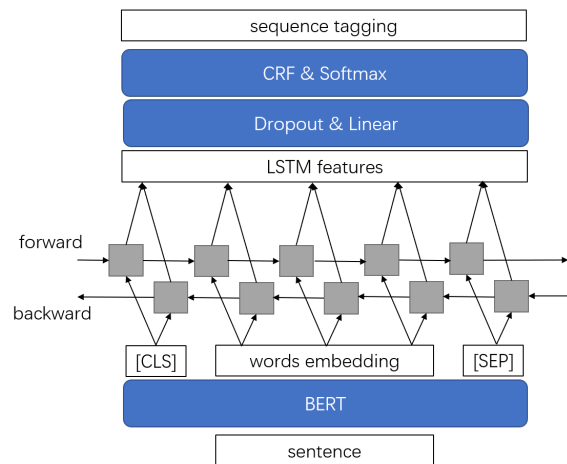 sequence tagging
CRF & Softmax
Dropout & Linear
LSTM features
forward
backward
[CLS] words embedding [SEP]
BERT
sentence